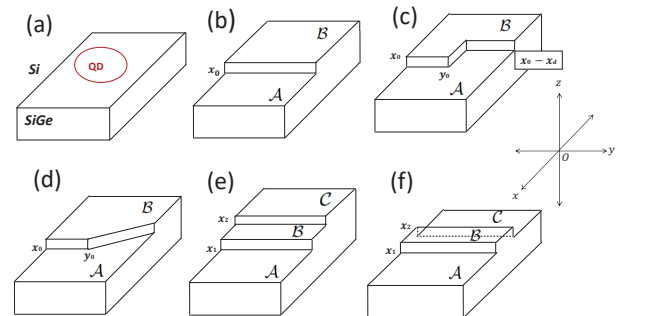 (a)
Si
QD
SiGe
(b)
B
x₀
A
(c)
B
x₀
y₀
x₀ − x_d
A
z
O
y
x
(d)
B
x₀
y₀
A
(e)
C
x₂
B
x₁
A
(f)
C
x₂
B
x₁
A